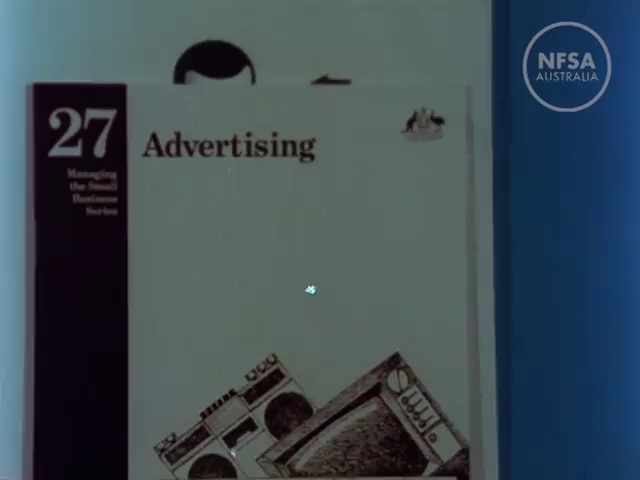 NFSA
AUSTRALIA
27
Advertising
Managing
the Small
Business
Series